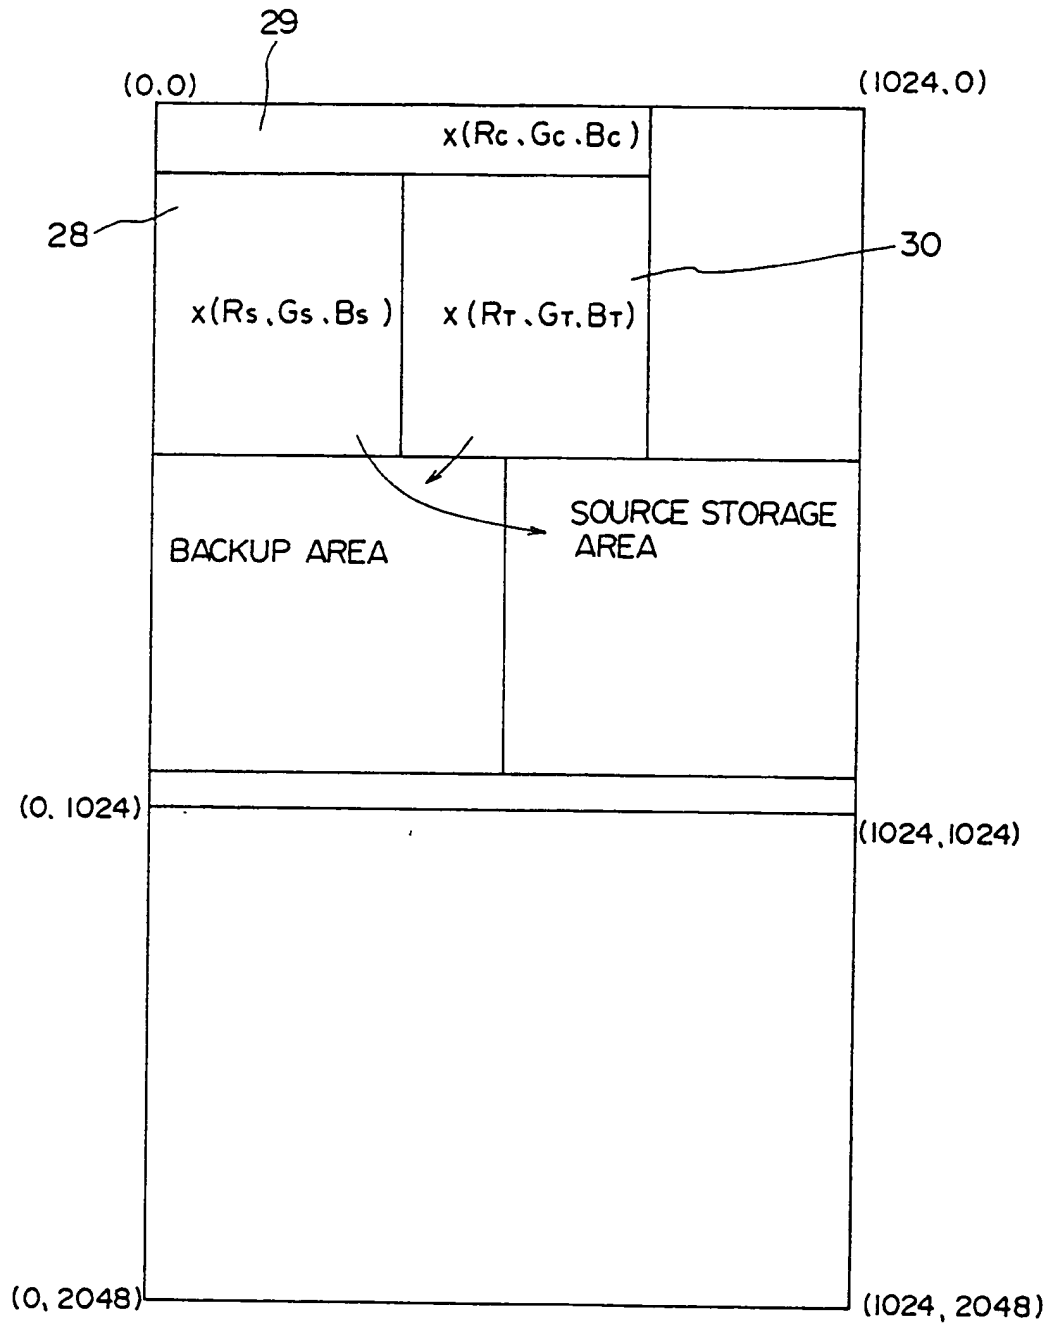 29
(0,0)
(1024,0)
x(Rc,Gc,Bc)
28
30
x(Rs,Gs,Bs)
x(RT,GT,BT)
SOURCE STORAGE
AREA
BACKUP AREA
(0,1024)
(1024,1024)
(0,2048)
(1024,2048)